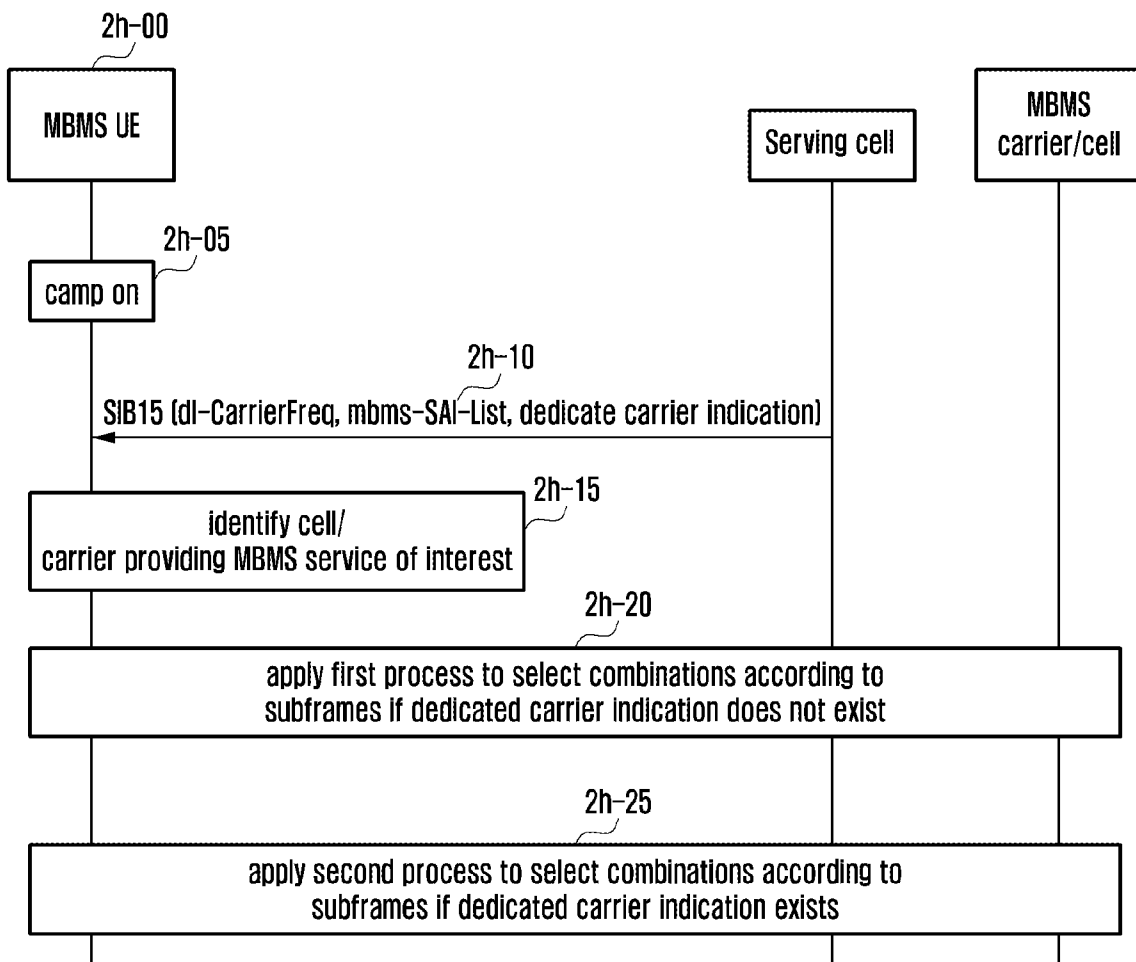 2h-00
MBMS UE
Serving cell
MBMS
carrier/cell
2h-05
camp on
2h-10
SIB15 (dl-CarrierFreq, mbms-SAI-List, dedicate carrier indication)
2h-15
identify cell/
carrier providing MBMS service of interest
2h-20
apply first process to select combinations according to
subframes if dedicated carrier indication does not exist
2h-25
apply second process to select combinations according to
subframes if dedicated carrier indication exists